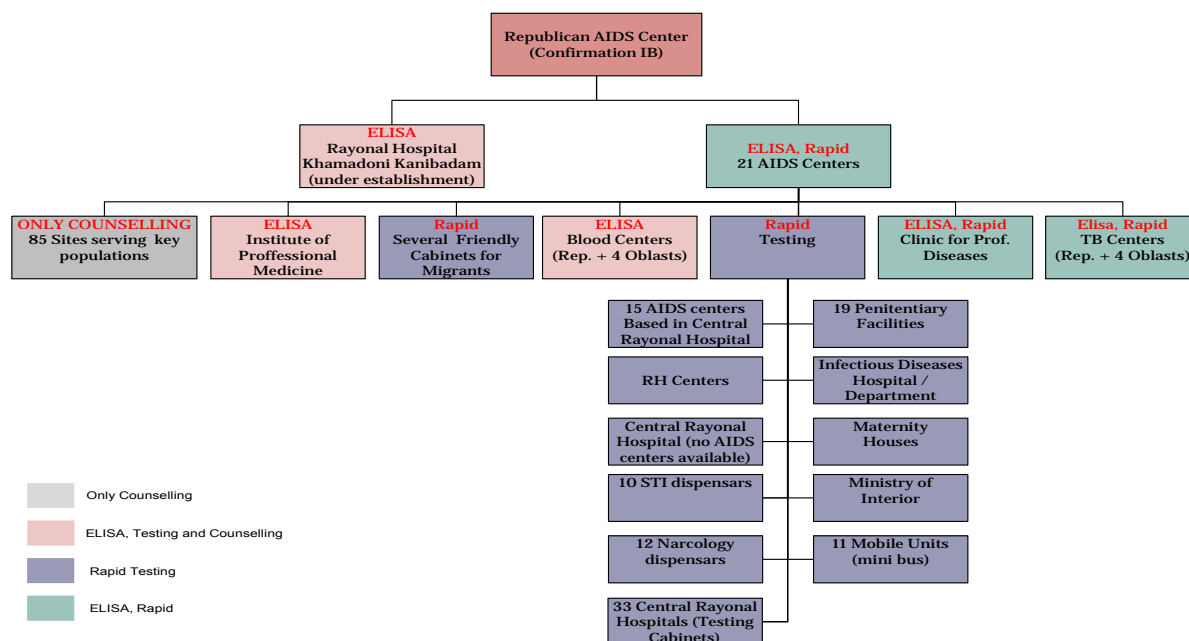 Republican AIDS Center
(Confirmation IB)
ELISA
Rayonal Hospital
Khamadoni Kanibadam
(under establishment)
ELISA, Rapid
21 AIDS Centers
ONLY COUNSELLING
85 Sites serving key
populations
ELISA
Institute of
Proffessional
Medicine
Rapid
Several Friendly
Cabinets for
Migrants
ELISA
Blood Centers
(Rep. + 4 Oblasts)
Rapid
Testing
ELISA, Rapid
Clinic for Prof.
Diseases
Elisa, Rapid
TB Centers
(Rep. + 4 Oblasts)
15 AIDS centers
Based in Central
Rayonal Hospital
19 Penitentiary
Facilities
RH Centers
Infectious Diseases
Hospital /
Department
Central Rayonal
Hospital (no AIDS
centers available)
Maternity
Houses
10 STI dispensars
Ministry of
Interior
12 Narcology
dispensars
11 Mobile Units
(mini bus)
33 Central Rayonal
Hospitals (Testing
Cabinets)
Only Counselling
ELISA, Testing and Counselling
Rapid Testing
ELISA, Rapid